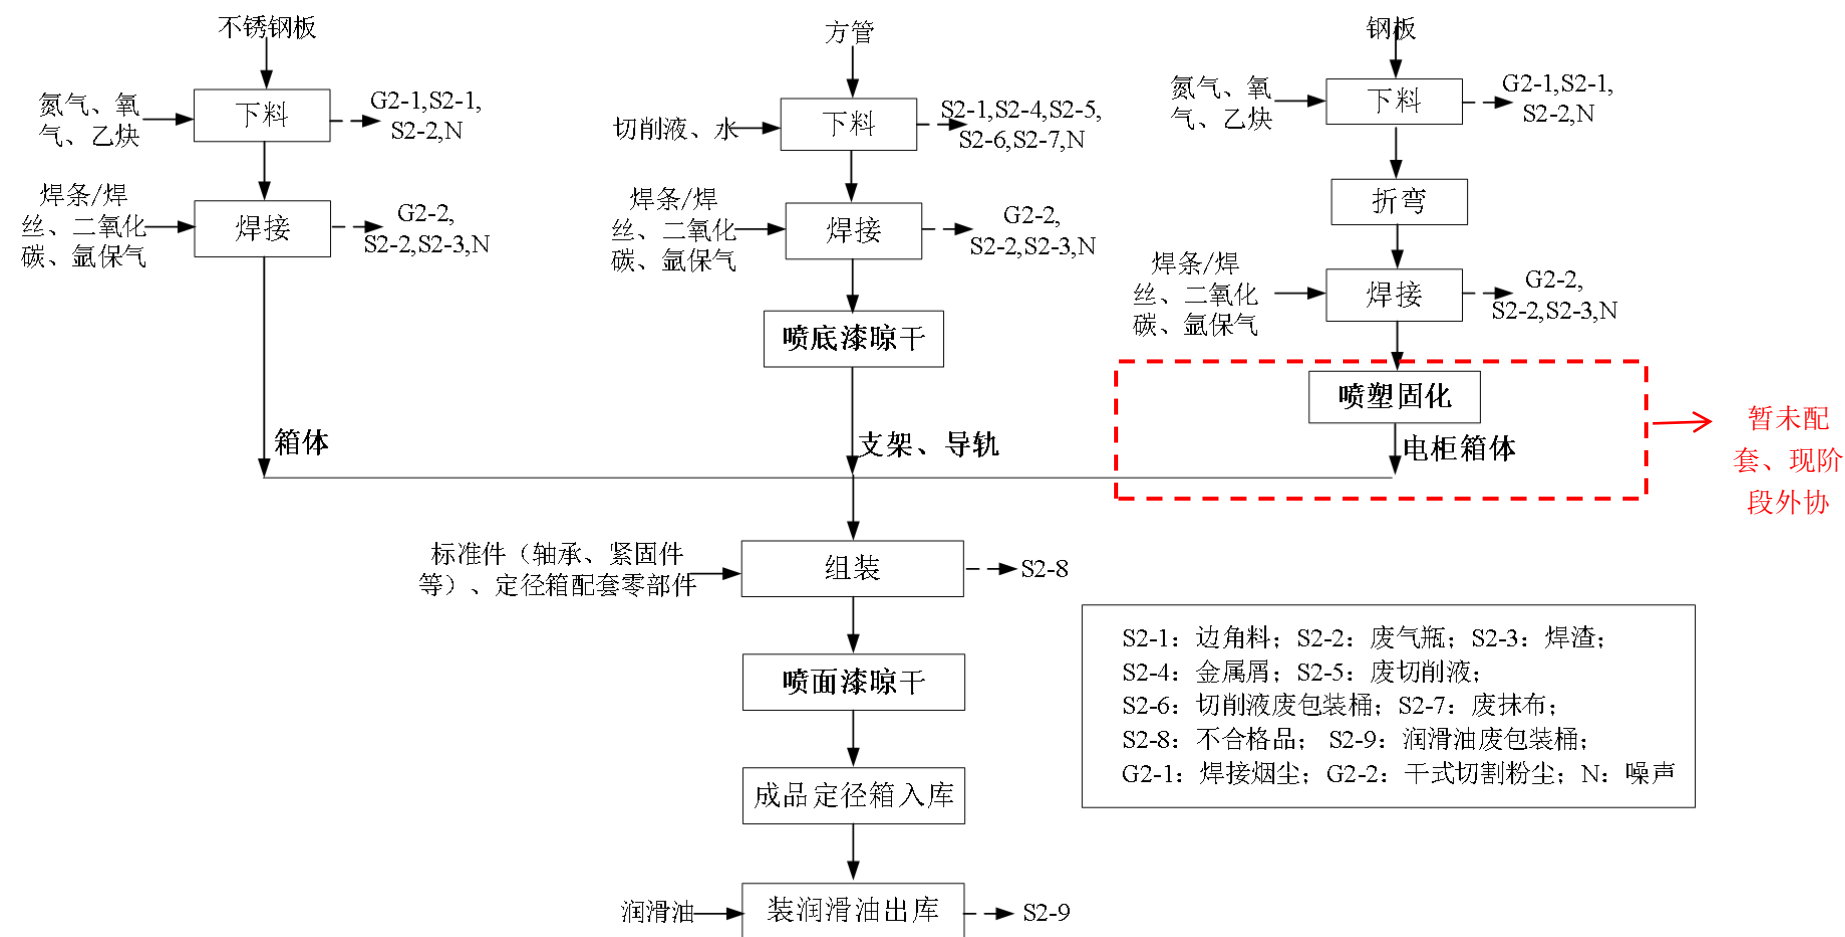 不锈钢板
方管
钢板
氮气、氧
气、乙炔
下料
G2-1,S2-1,
S2-2,N
切削液、水
下料
S2-1,S2-4,S2-5,
S2-6,S2-7,N
氮气、氧
气、乙炔
下料
G2-1,S2-1,
S2-2,N
焊条/焊
丝、二氧化
碳、氩保气
焊接
G2-2,
S2-2,S2-3,N
焊条/焊
丝、二氧化
碳、氩保气
焊接
G2-2,
S2-2,S2-3,N
折弯
焊条/焊
丝、二氧化
碳、氩保气
焊接
G2-2,
S2-2,S2-3,N
喷底漆晾干
喷塑固化
箱体
支架、导轨
电柜箱体
暂未配
套、现阶
段外协
标准件（轴承、紧固件
等）、定径箱配套零部件
组装
S2-8
喷面漆晾干
成品定径箱入库
润滑油
装润滑油出库
S2-9
S2-1：边角料；S2-2：废气瓶；S2-3：焊渣；
S2-4：金属屑；S2-5：废切削液；
S2-6：切削液废包装桶；S2-7：废抹布；
S2-8：不合格品； S2-9：润滑油废包装桶；
G2-1：焊接烟尘；G2-2：干式切割粉尘；N：噪声